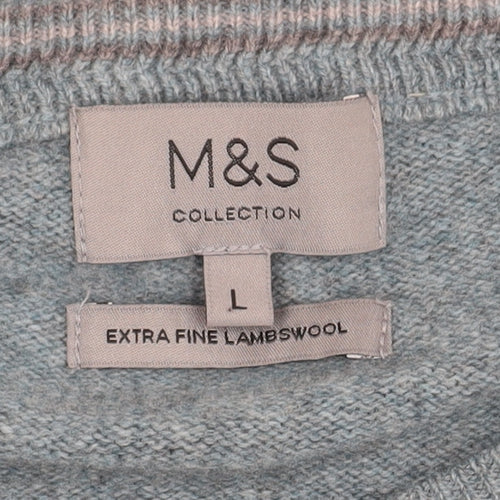 M&S
COLLECTION
L
EXTRA FINE LAMBSWOOL